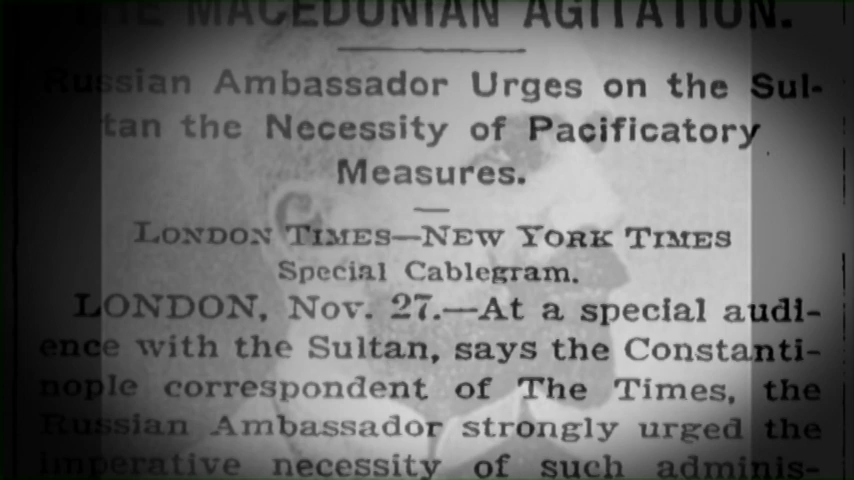 THE MACEDONIAN AGITATION.
Russian Ambassador Urges on the Sul-
tan the Necessity of Pacificatory
Measures.
LONDON TIMES—NEW YORK TIMES
Special Cablegram.
LONDON, Nov. 27.—At a special audi-
ence with the Sultan, says the Constanti-
nople correspondent of The Times, the
Russian Ambassador strongly urged the
imperative necessity of such adminis-